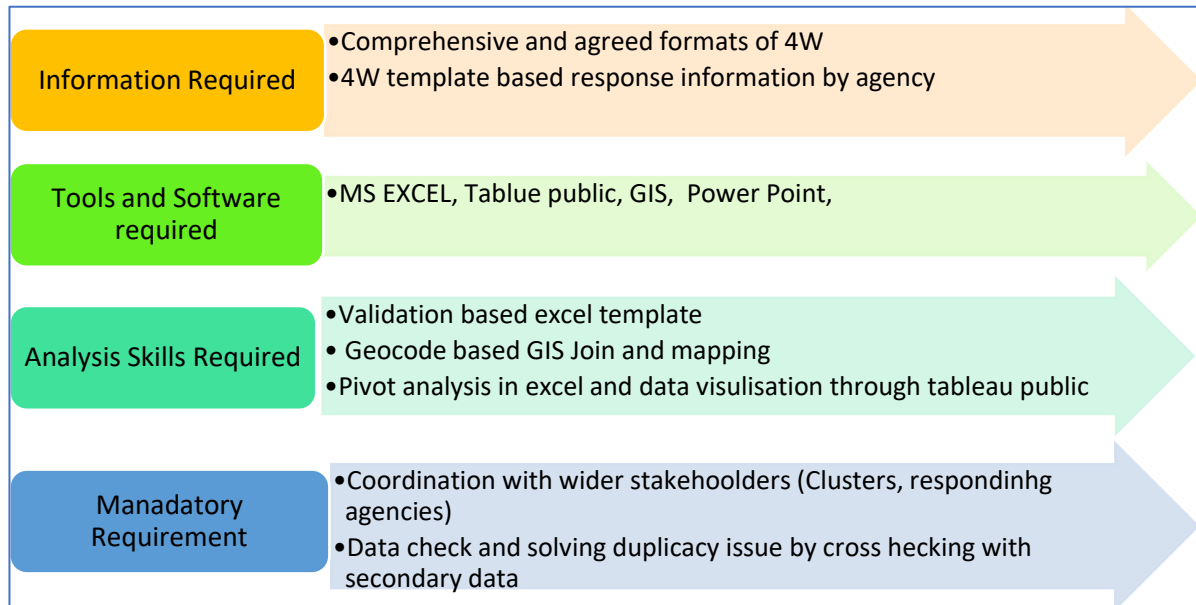 Information Required
•Comprehensive and agreed formats of 4W
•4W template based response information by agency
Tools and Software
required
•MS EXCEL, Tablue public, GIS, Power Point,
Analysis Skills Required
•Validation based excel template
• Geocode based GIS Join and mapping
•Pivot analysis in excel and data visulisation through tableau public
Manadatory
Requirement
•Coordination with wider stakehoolders (Clusters, respondinhg
agencies)
•Data check and solving duplicacy issue by cross hecking with
secondary data